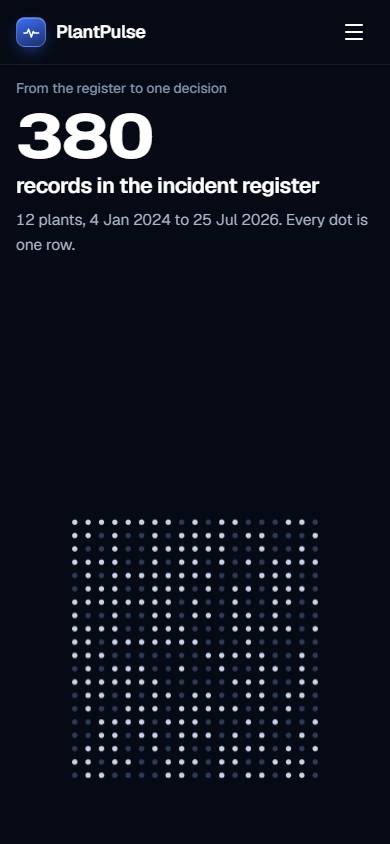 PlantPulse
From the register to one decision
380
records in the incident register
12 plants, 4 Jan 2024 to 25 Jul 2026. Every dot is
one row.